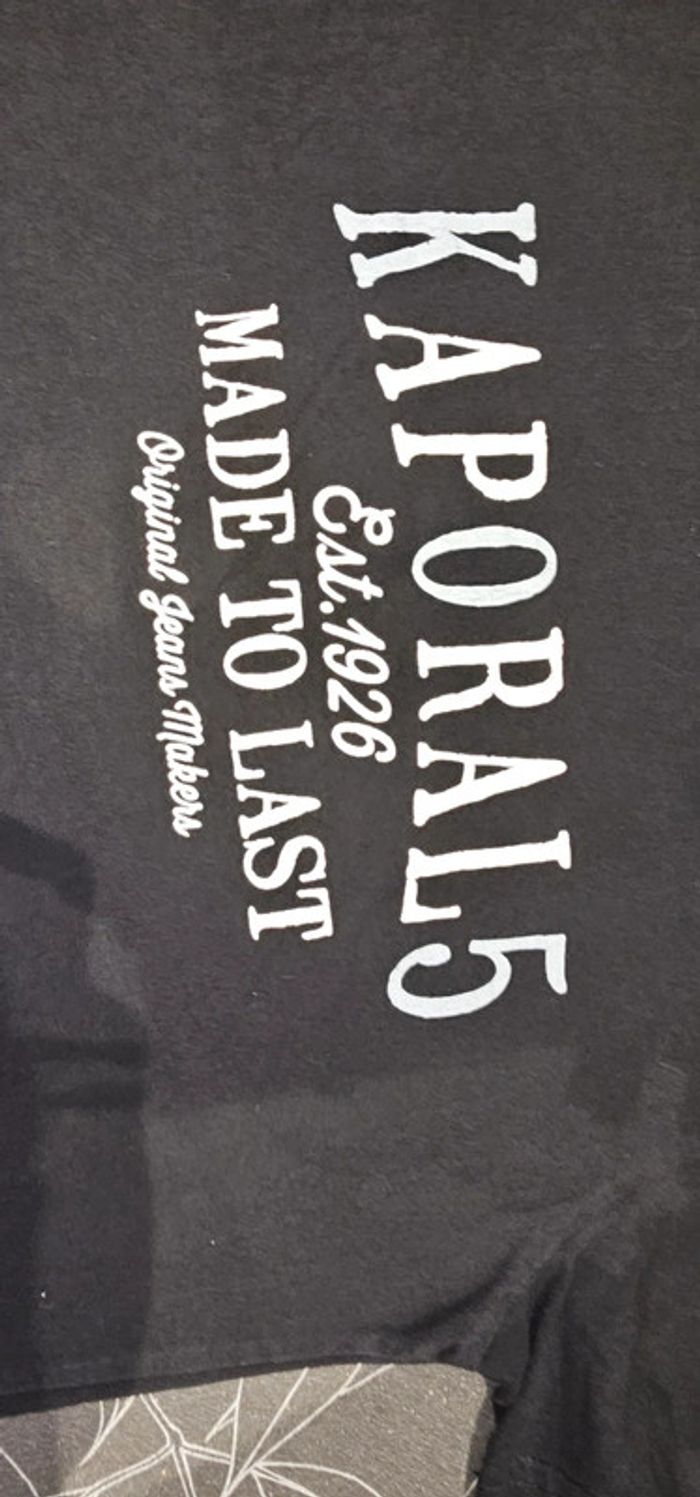 KAPORAL5
Est.1926
MADE TO LAST
Original Jeans Makers